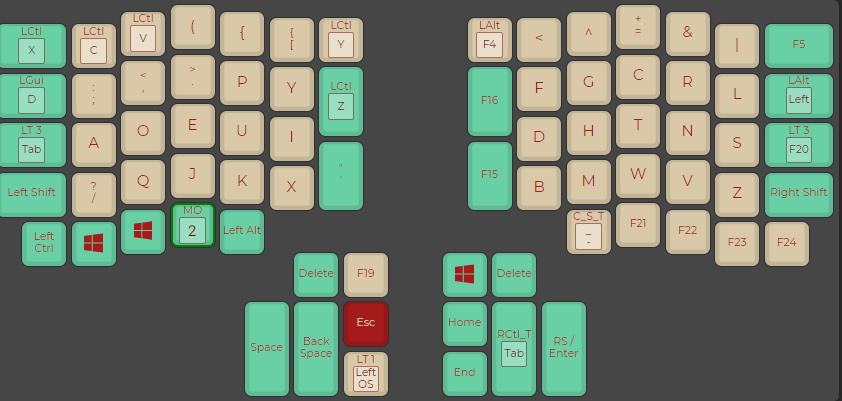 LCtl
X
LCtl
C
LCtl
V
(
{
{
[
LCtl
Y
LAlt
F4
<
^
+
=
&
|
F5
LGui
D
:
;
<
,
>
.
P
Y
LCtl
Z
F16
F
G
C
R
L
LAlt
Left
LT 3
Tab
A
O
E
U
I
"
'
F15
D
H
T
N
S
LT 3
F20
Left Shift
?
/
Q
J
K
X
B
M
W
V
Z
Right Shift
Left
Ctrl
MO
2
Left Alt
C_S_T
_
-
F21
F22
F23
F24
Delete
F19
Delete
Space
Back
Space
Esc
LT 1
Left
OS
Home
End
RCtl_T
Tab
RS /
Enter